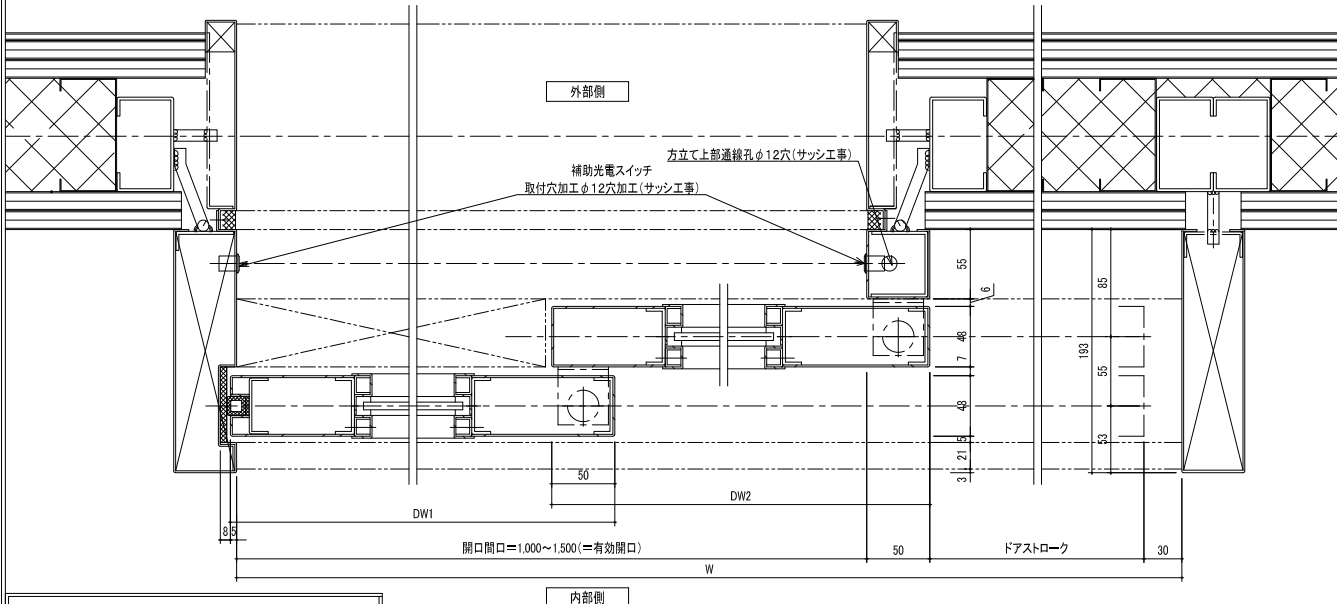 外部側
方立て上部通線孔φ12穴(サッシ工事)
補助光電スイッチ
取付穴加工φ12穴加工(サッシ工事)
55
85
6
48
193
7
55
48
5
53
21
3
50
DW2
DW1
8
5
開口間口=1,000~1,500(=有効開口)
50
ドアストローク
30
W
内部側